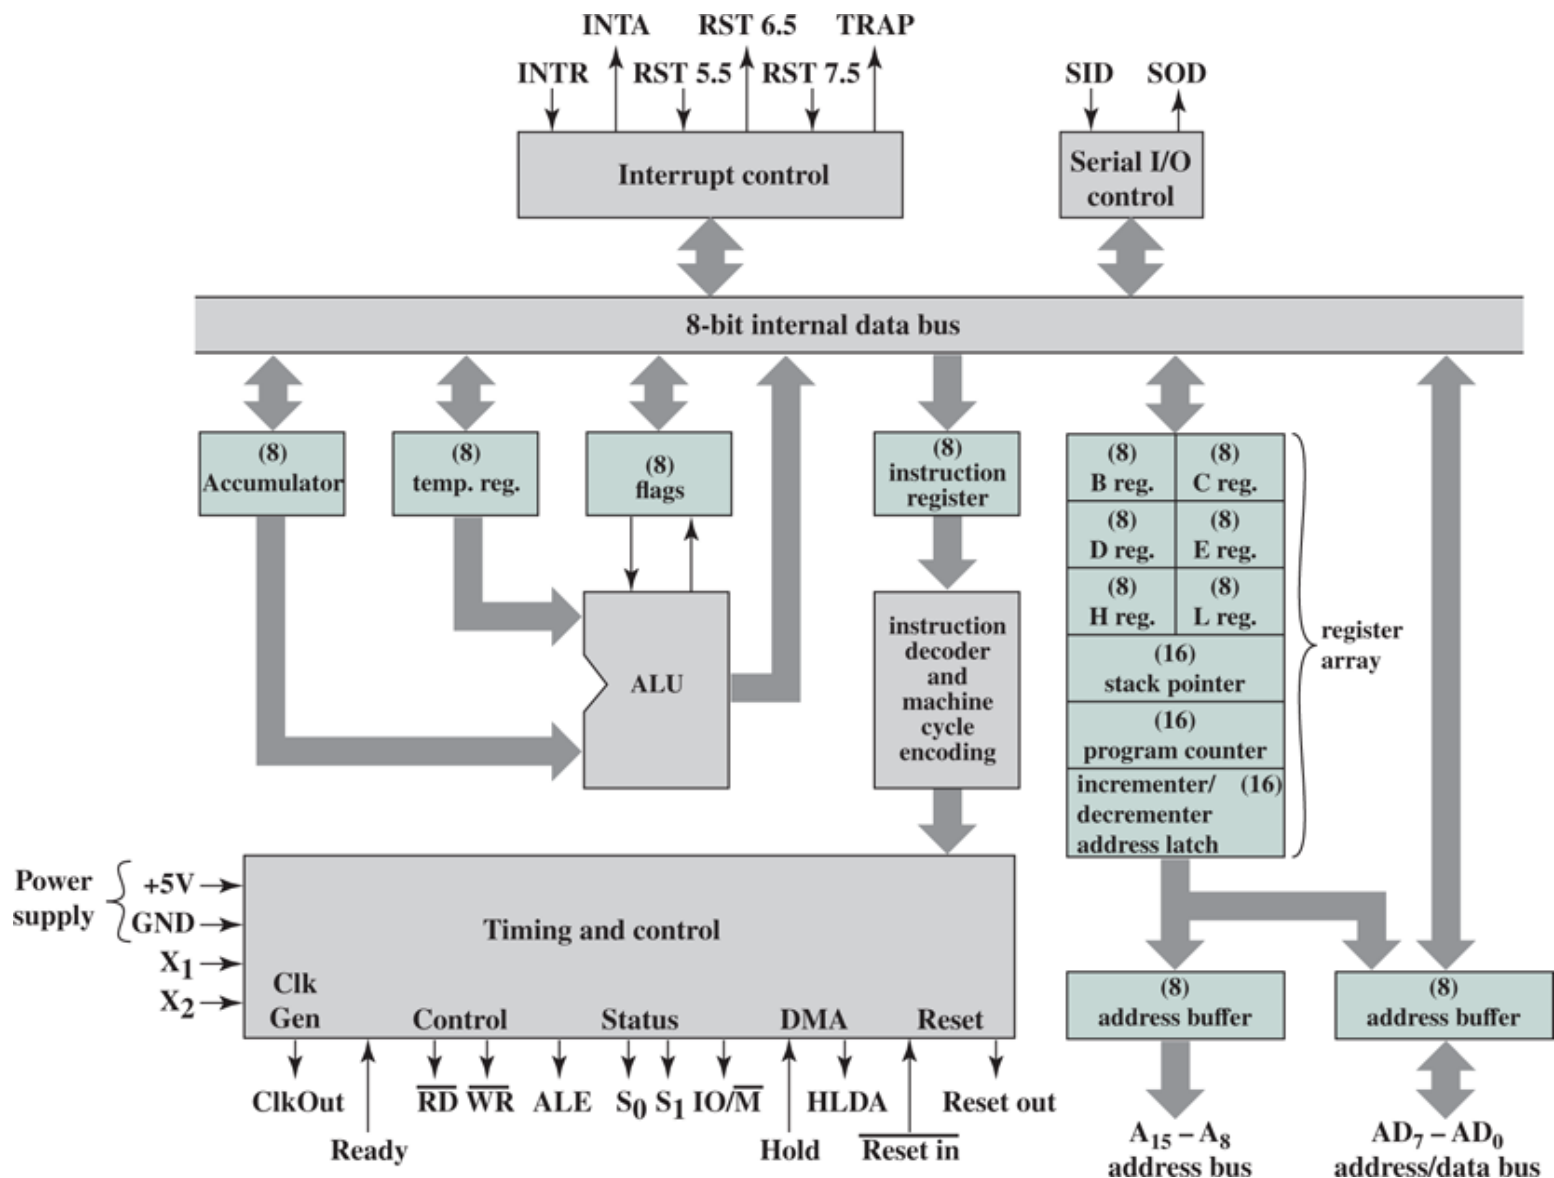 INTA RST 6.5 TRAP
INTR RST 5.5 RST 7.5 SID SOD
Interrupt control
Serial I/O
control
8-bit internal data bus
(8)
Accumulator
(8)
temp. reg.
(8)
flags
(8)
instruction
register
(8)
B reg.
(8)
C reg.
(8)
D reg.
(8)
E reg.
(8)
H reg.
(8)
L reg.
(16)
stack pointer
(16)
program counter
incrementer/ (16)
decrementer
address latch
register
array
ALU
instruction
decoder
and
machine
cycle
encoding
Power
supply
+5V
GND
X₁
X₂
Timing and control
Clk
Gen
Control
Status
DMA
Reset
ClkOut
Ready
R̅D̅
W̅R̅
ALE
S₀
S₁
IO/M̅
Hold
HLDA
R̅e̅s̅e̅t̅ ̅i̅n̅
Reset out
(8)
address buffer
(8)
address buffer
A₁₅ – A₈
address bus
AD₇ – AD₀
address/data bus